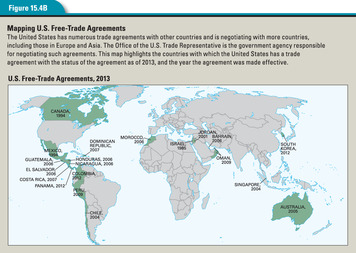 Figure 15.4B
Mapping U.S. Free-Trade Agreements
The United States has numerous trade agreements with other countries and is negotiating with more countries,
including those in Europe and Asia. The Office of the U.S. Trade Representative is the government agency responsible
for negotiating such agreements. This map highlights the countries with which the United States has a trade
agreement with the status of the agreement as of 2013, and the year the agreement was made effective.
U.S. Free-Trade Agreements, 2013
CANADA,
1994
MEXICO,
1994
DOMINICAN
REPUBLIC,
2007
GUATEMALA,
2006
HONDURAS, 2006
NICARAGUA, 2006
EL SALVADOR,
2006
COSTA RICA, 2007
PANAMA, 2012
COLOMBIA,
2012
PERU,
2009
CHILE,
2004
MOROCCO,
2006
ISRAEL,
1985
JORDAN,
2001
BAHRAIN,
2006
OMAN,
2009
SOUTH
KOREA,
2012
SINGAPORE,
2004
AUSTRALIA,
2005